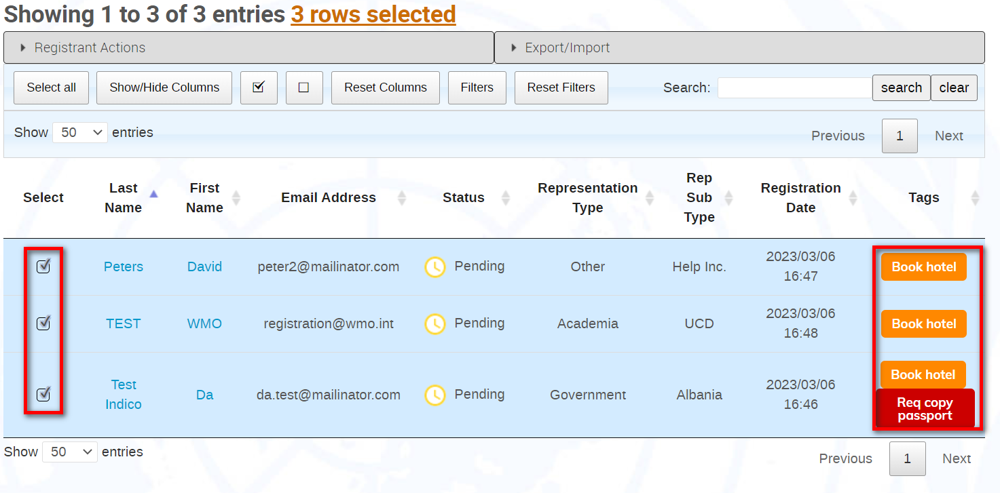 Showing 1 to 3 of 3 entries 3 rows selected
Registrant Actions Export/Import
Select all Show/Hide Columns Reset Columns Filters Reset Filters Search: search clear
Show 50 entries Previous 1 Next
Select Last Name First Name Email Address Status Representation Type Rep Sub Type Registration Date Tags
Peters David peter2@mailinator.com Pending Other Help Inc. 2023/03/06 16:47 Book hotel
TEST WMO registration@wmo.int Pending Academia UCD 2023/03/06 16:48 Book hotel
Test Indico Da da.test@mailinator.com Pending Government Albania 2023/03/06 16:46 Book hotel
Req copy passport
Show 50 entries Previous 1 Next